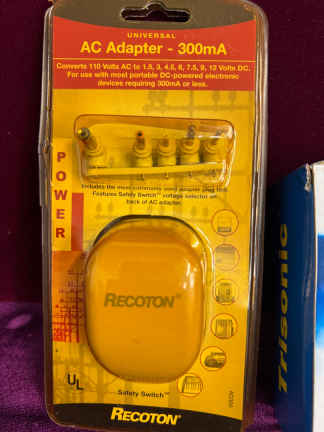 UNIVERSAL
AC Adapter - 300mA
Converts 110 Volts AC to 1.5, 3, 4.5, 6, 7.5, 9, 12 Volts DC.
For use with most portable DC-powered electronic
devices requiring 300mA or less.
POWER
Includes the most commonly used adapter plug tips.
Features Safety Switch™ voltage selector on
back of AC adapter.
RECOTON®
UL
Safety Switch™
RECOTON®
Trisonic